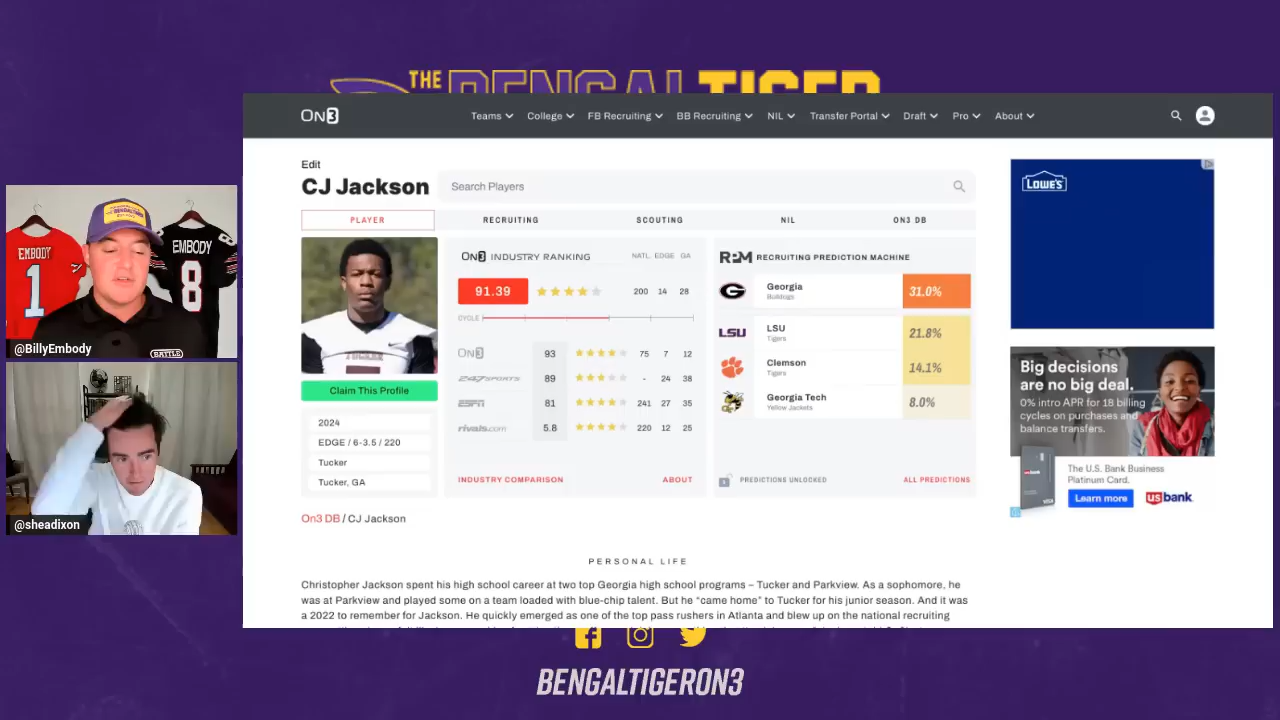 THE BENGAL TIGER
On3
Teams College FB Recruiting BB Recruiting NIL Transfer Portal Draft Pro About
Edit
CJ Jackson
Search Players
PLAYER RECRUITING SCOUTING NIL ON3 DB
Claim This Profile
2024
EDGE / 6-3.5 / 220
Tucker
Tucker, GA
On3 INDUSTRY RANKING NATL. EDGE GA
91.39 200 14 28
CYCLE
On3 93 75 7 12
247SPORTS 89 - 24 38
ESPN 81 241 27 35
rivals.com 5.8 220 12 25
INDUSTRY COMPARISON ABOUT
RPM RECRUITING PREDICTION MACHINE
Georgia
Bulldogs
31.0%
LSU
LSU
Tigers
21.8%
Clemson
Tigers
14.1%
Georgia Tech
Yellow Jackets
8.0%
PREDICTIONS UNLOCKED ALL PREDICTIONS
On3 DB / CJ Jackson
PERSONAL LIFE
Christopher Jackson spent his high school career at two top Georgia high school programs – Tucker and Parkview. As a sophomore, he
was at Parkview and played some on a team loaded with blue-chip talent. But he “came home” to Tucker for his junior season. And it was
a 2022 to remember for Jackson. He quickly emerged as one of the top pass rushers in Atlanta and blew up on the national recruiting
LOWE'S
Big decisions
are no big deal.
0% intro APR for 18 billing
cycles on purchases and
balance transfers.
The U.S. Bank Business
Platinum Card.
Learn more
usbank
EMBODY
1
EMBODY
8
BATTLE
@BillyEmbody
@sheadixon
BENGALTIGERON3